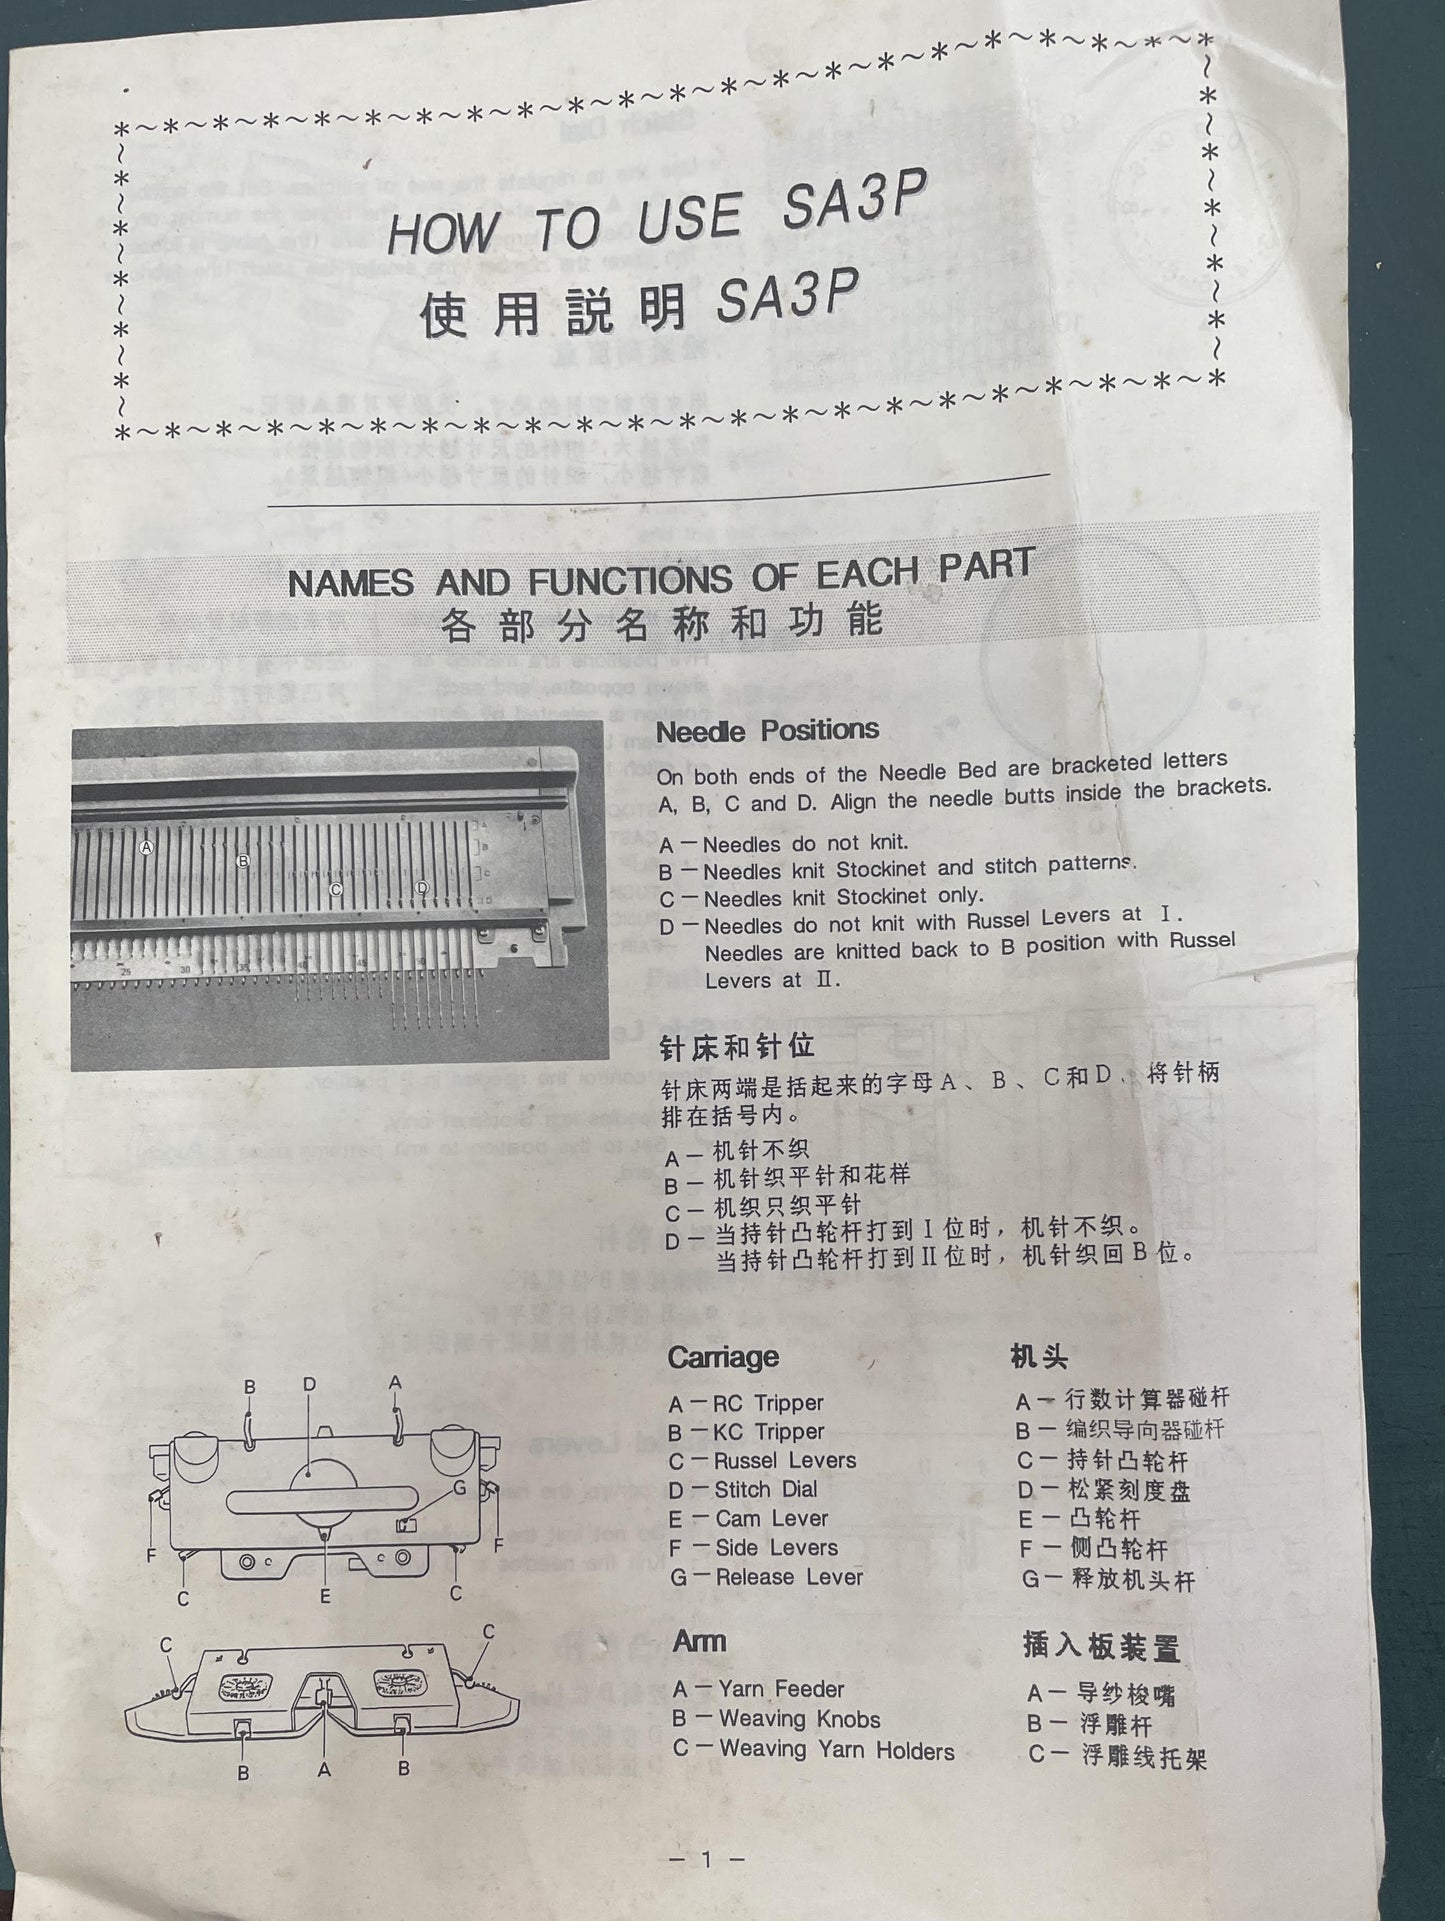 HOW TO USE SA3P
使用説明 SA3P
NAMES AND FUNCTIONS OF EACH PART
各部分名称和功能
Needle Positions
On both ends of the Needle Bed are bracketed letters
A, B, C and D. Align the needle butts inside the brackets.
A — Needles do not knit.
B — Needles knit Stockinet and stitch patterns.
C — Needles knit Stockinet only.
D — Needles do not knit with Russel Levers at Ⅰ.
Needles are knitted back to B position with Russel
Levers at Ⅱ.
A
B
C
D
25
30
35
针床和针位
针床两端是括起来的字母A、B、C和D. 将针柄
排在括号内。
A — 机针不织
B — 机针织平针和花样
C — 机织只织平针
D — 当持针凸轮杆打到Ⅰ位时，机针不织。
当持针凸轮杆打到Ⅱ位时，机针织回B位。
Carriage
A — RC Tripper
B — KC Tripper
C — Russel Levers
D — Stitch Dial
E — Cam Lever
F — Side Levers
G — Release Lever
机头
A — 行数计算器碰杆
B — 编织导向器碰杆
C — 持针凸轮杆
D — 松紧刻度盘
E — 凸轮杆
F — 侧凸轮杆
G — 释放机头杆
B D A
G
F F
C C
C E C
Arm
A — Yarn Feeder
B — Weaving Knobs
C — Weaving Yarn Holders
插入板装置
A — 导纱梭嘴
B — 浮雕杆
C — 浮雕线托架
C C
B A B
— 1 —